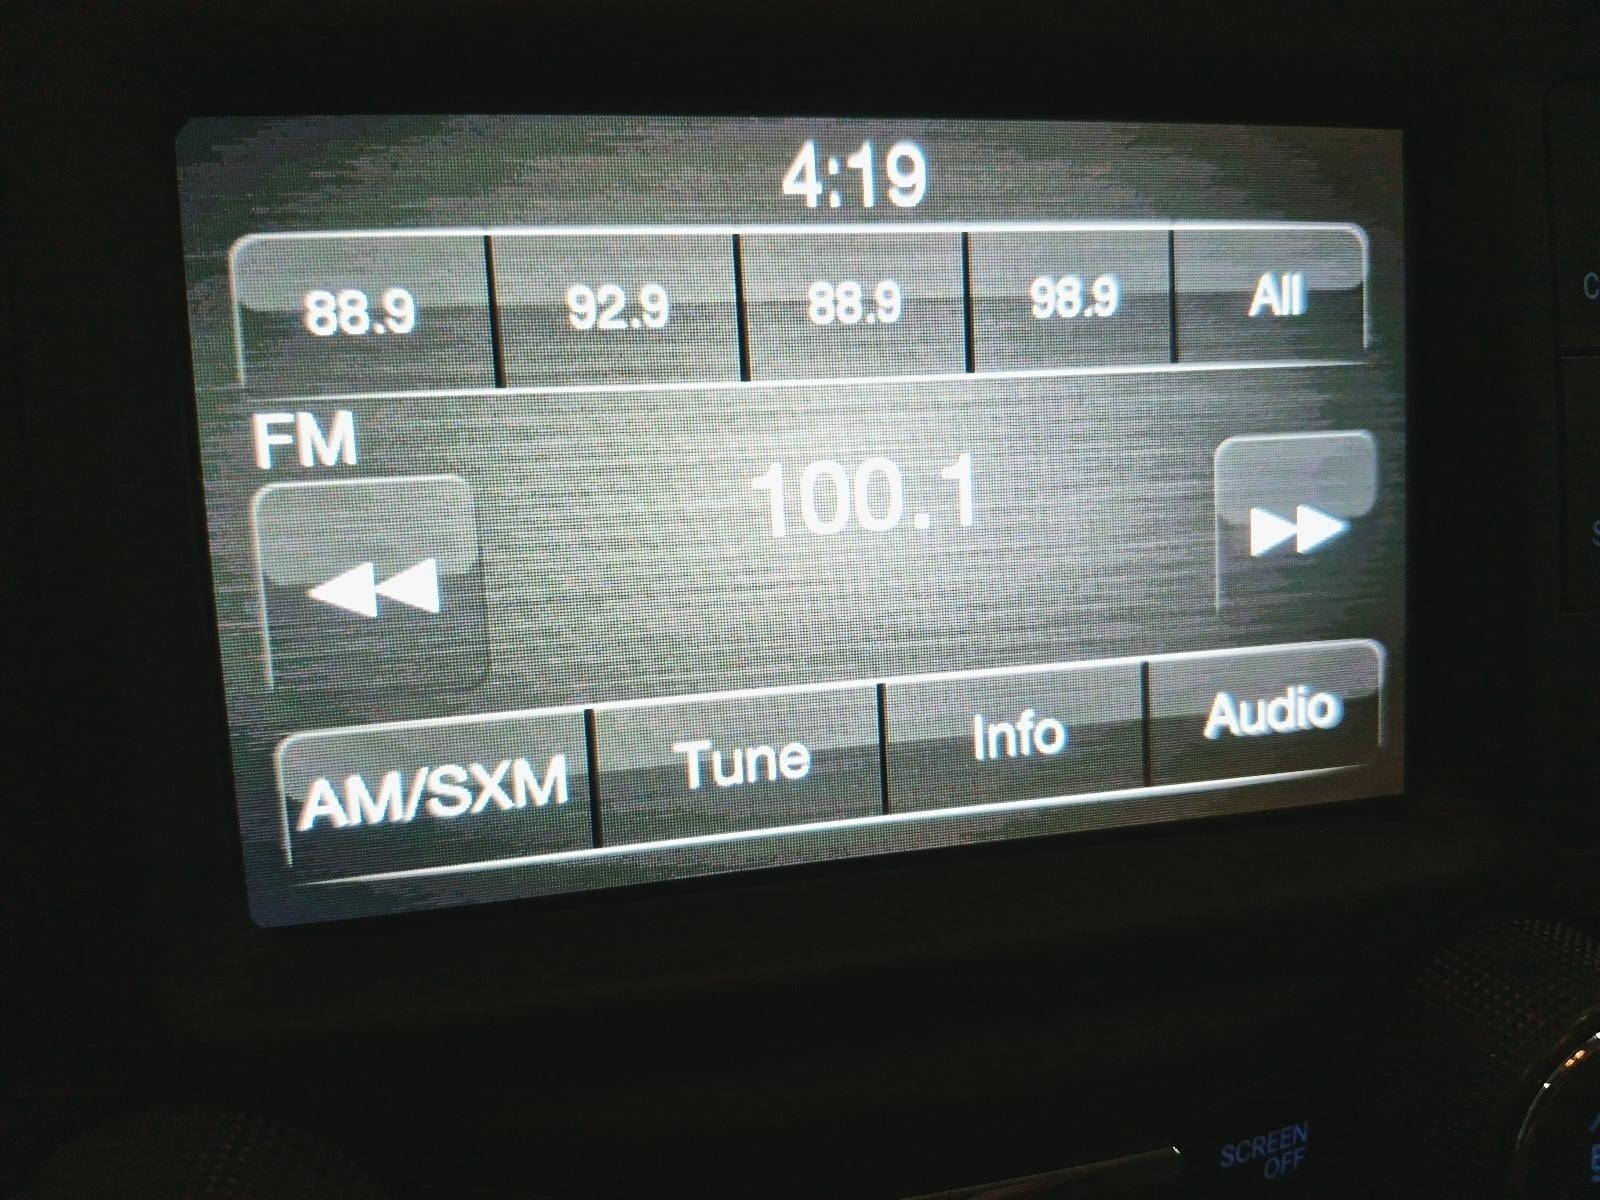 4:19
88.9 92.9 88.9 98.9 All
FM
100.1
AM/SXM Tune Info Audio
SCREEN
OFF